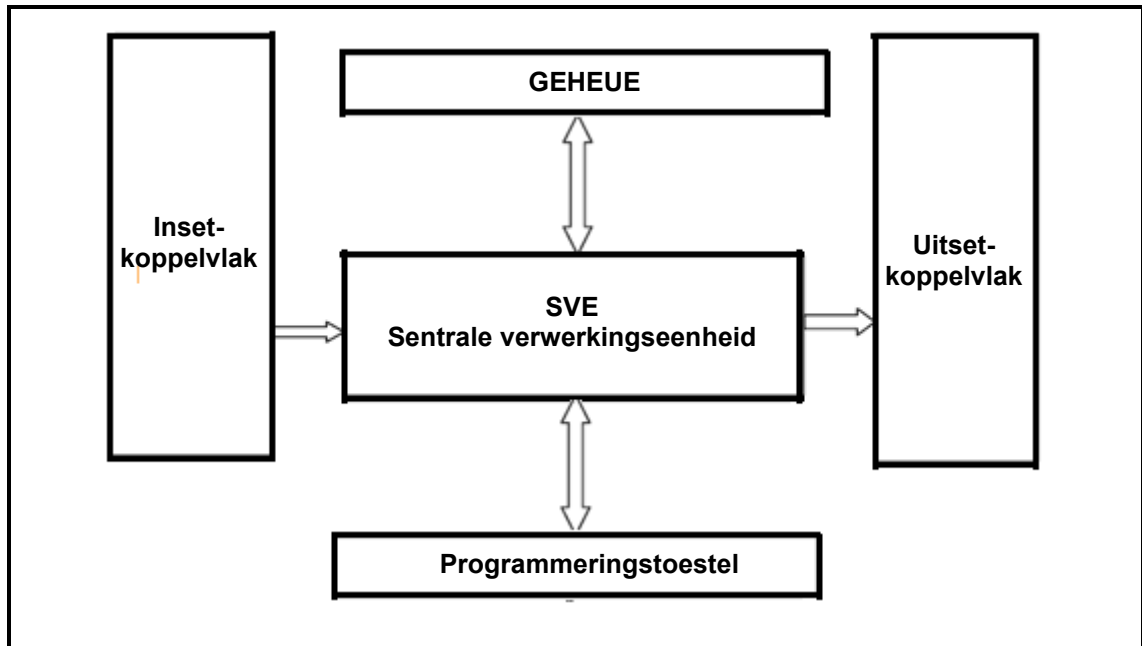 GEHEUE
Inset-
koppelvlak
SVE
Sentrale verwerkingseenheid
Uitset-
koppelvlak
Programmeringstoestel